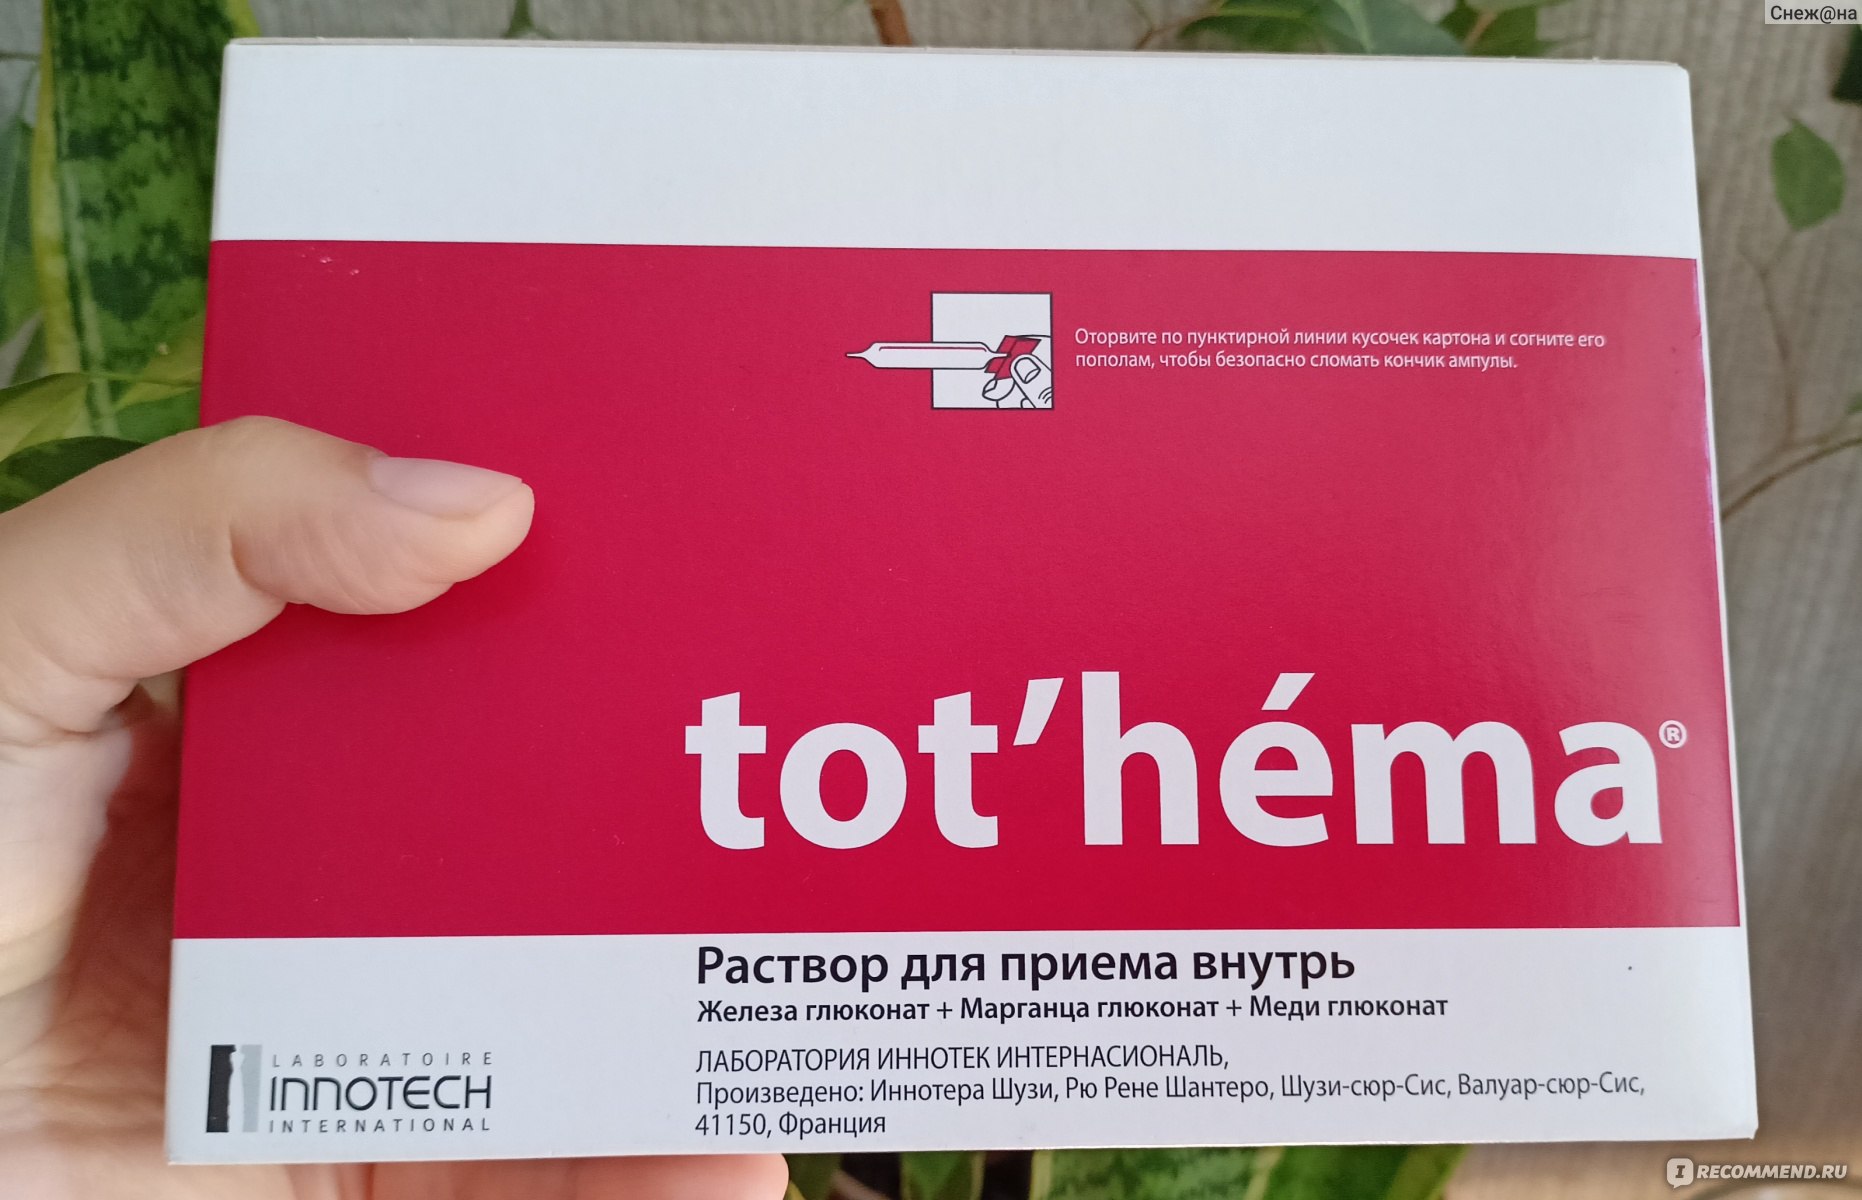 Снеж@на
Оторвите по пунктирной линии кусочек картона и согните его
пополам, чтобы безопасно сломать кончик ампулы.
tot'héma®
Раствор для приема внутрь
Железа глюконат + Марганца глюконат + Меди глюконат
LABORATOIRE
INNOTECH
INTERNATIONAL
ЛАБОРАТОРИЯ ИННОТЕК ИНТЕРНАСИОНАЛЬ,
Произведено: Иннотера Шузи, Рю Рене Шантеро, Шузи-сюр-Сис, Валуар-сюр-Сис,
41150, Франция
IRECOMMEND.RU